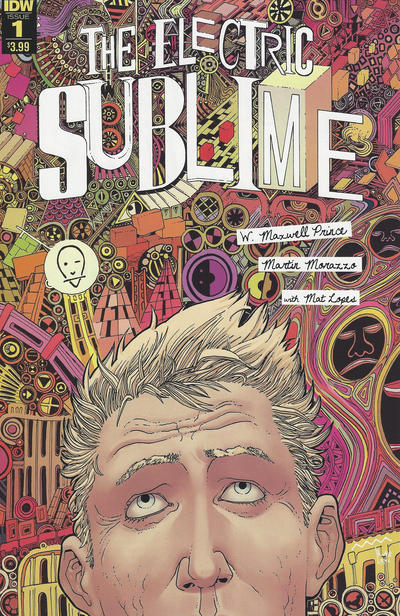 IDW
ISSUE
1
$3.99
THE ELECTRIC
SUBLIME
W. Maxwell Prince
Martin Morazzo
with Mat Lopes